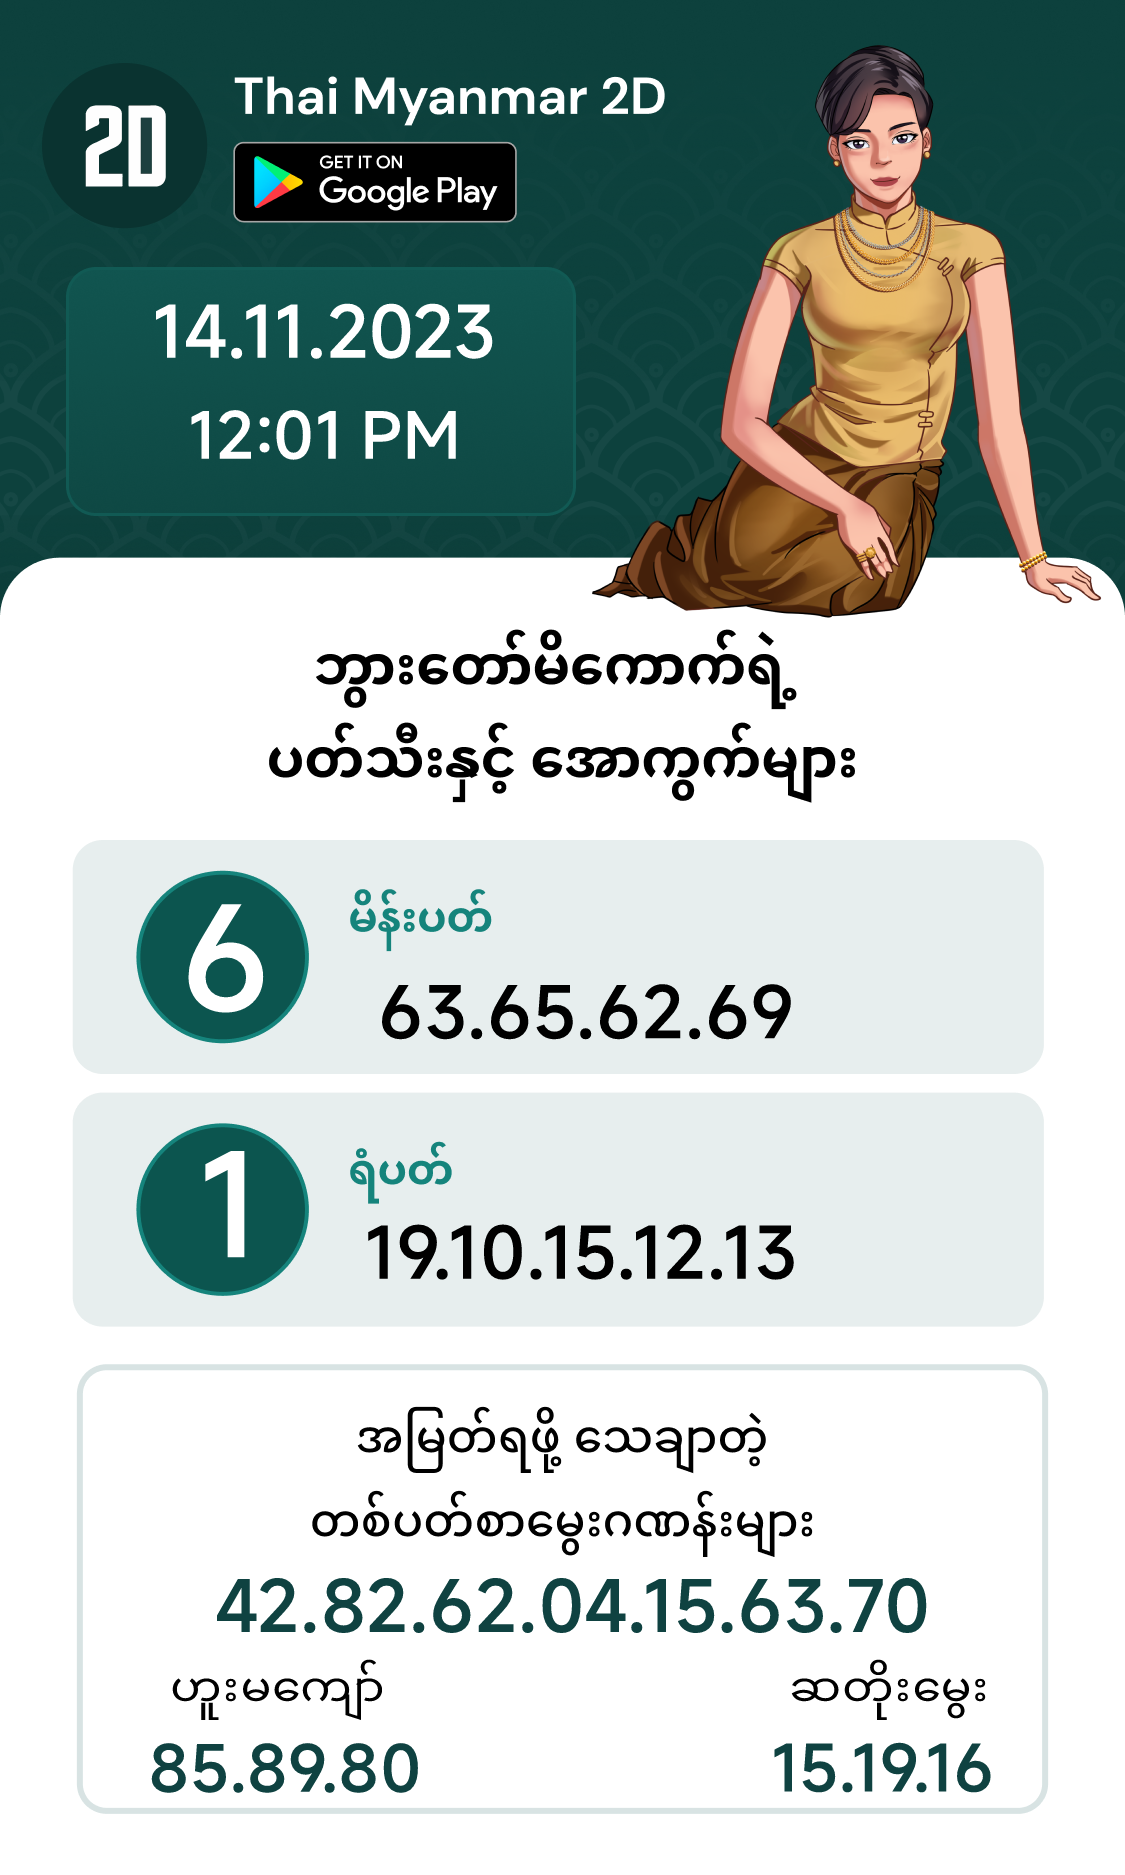 2D
Thai Myanmar 2D
GET IT ON
Google Play
14.11.2023
12:01 PM
ဘွားတော်မိကောက်ရဲ့
ပတ်သီးနှင့် အောကွက်များ
6
မိန်းပတ်
63.65.62.69
1
ရံပတ်
19.10.15.12.13
အမြတ်ရဖို့ သေချာတဲ့
တစ်ပတ်စာမွေးဂဏန်းများ
42.82.62.04.15.63.70
ဟူးမကျော် ဆတိုးမွေး
85.89.80 15.19.16